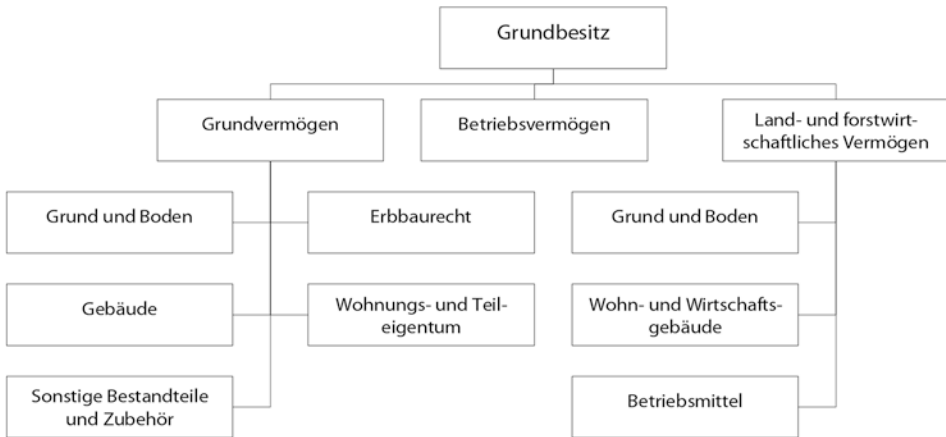 Grundbesitz
Grundvermögen
Betriebsvermögen
Land- und forstwirt-
schaftliches Vermögen
Grund und Boden
Erbbaurecht
Grund und Boden
Gebäude
Wohnungs- und Teil-
eigentum
Wohn- und Wirtschafts-
gebäude
Sonstige Bestandteile
und Zubehör
Betriebsmittel